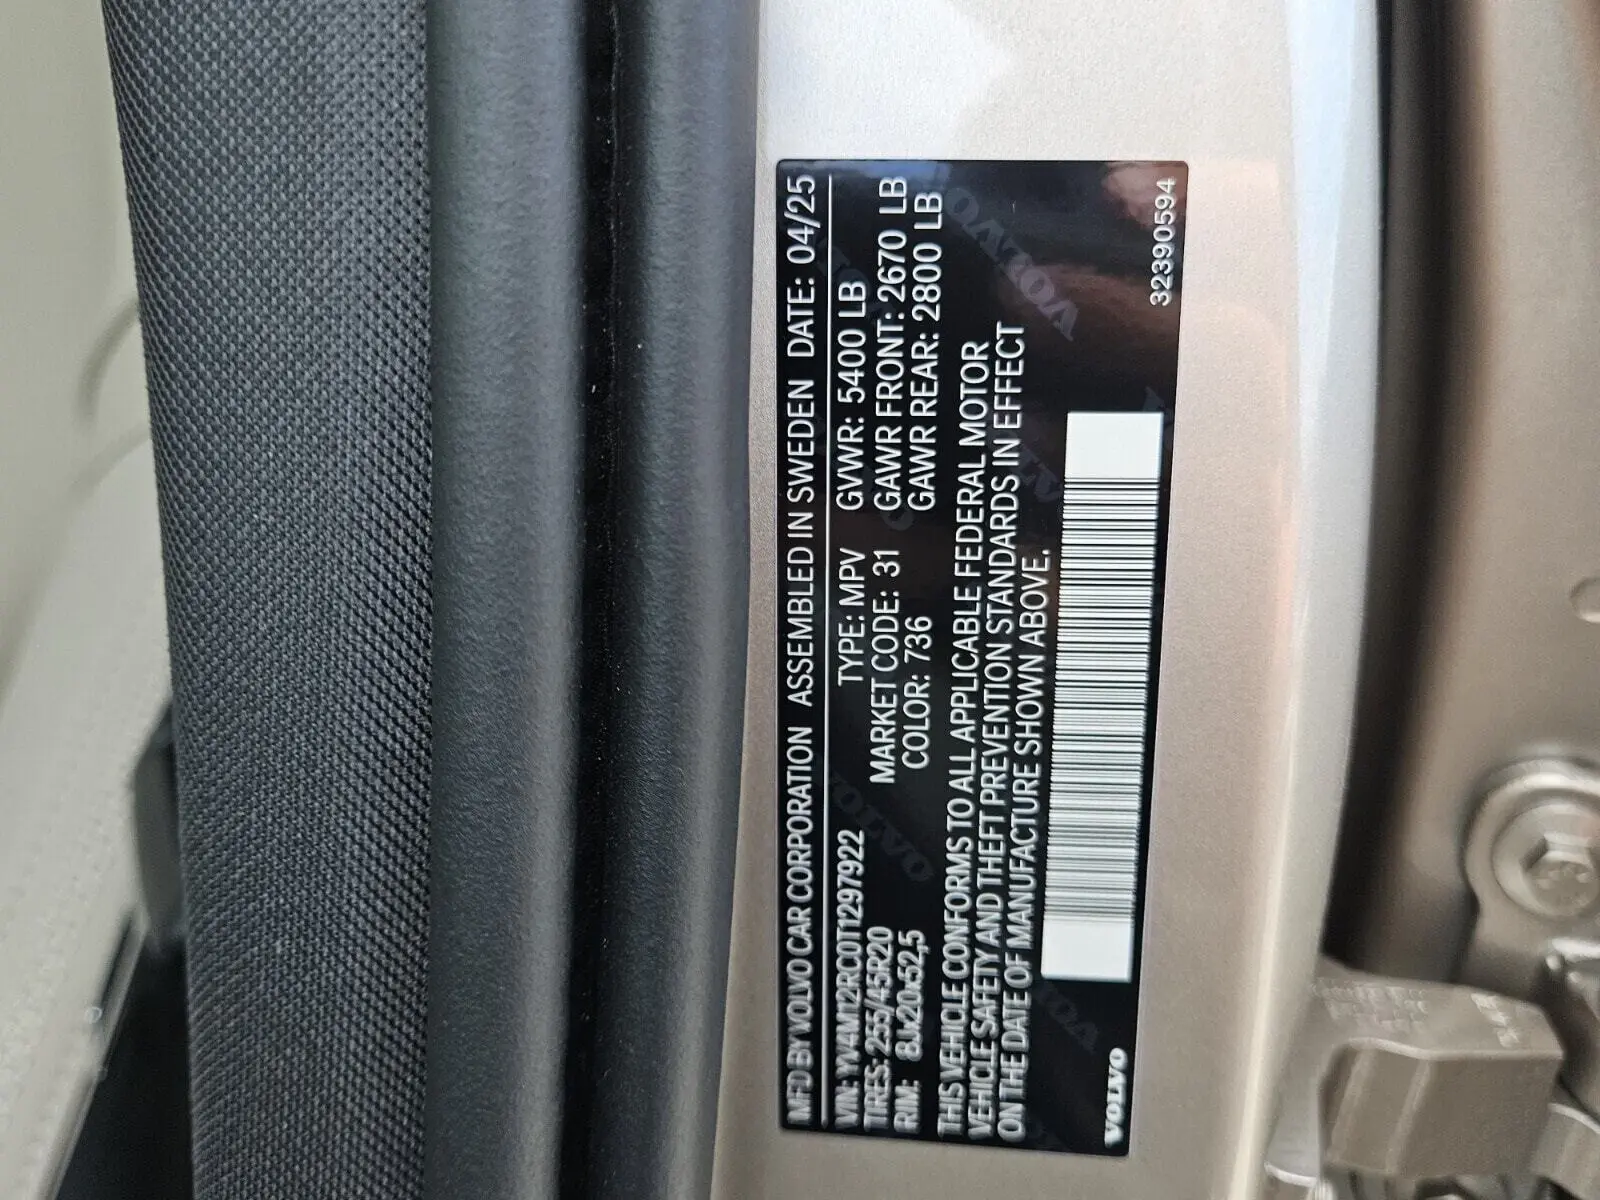 MFD BY VOLVO CAR CORPORATION ASSEMBLED IN SWEDEN DATE: 04/25
VIN: YV4M12RC0T1297922 TYPE: MPV GVWR: 5400 LB
TIRES: 255/45R20 MARKET CODE: 31 GAWR FRONT: 2670 LB
RIM: 8Jx20x52,5 COLOR: 736 GAWR REAR: 2800 LB
THIS VEHICLE CONFORMS TO ALL APPLICABLE FEDERAL MOTOR
VEHICLE SAFETY AND THEFT PREVENTION STANDARDS IN EFFECT
ON THE DATE OF MANUFACTURE SHOWN ABOVE.
VOLVO 32390594